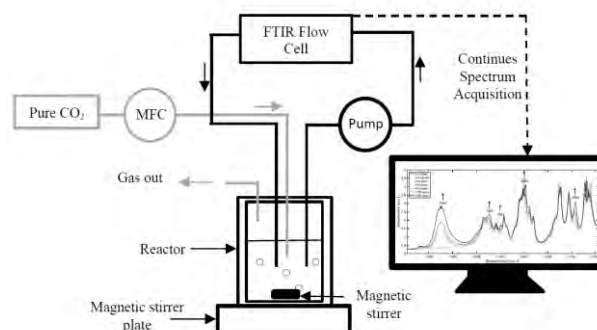 FTIR Flow
Cell
Continues
Spectrum
Acquisition
Pure CO₂
MFC
Pump
Gas out
Reactor
Magnetic stirrer
plate
Magnetic
stirrer